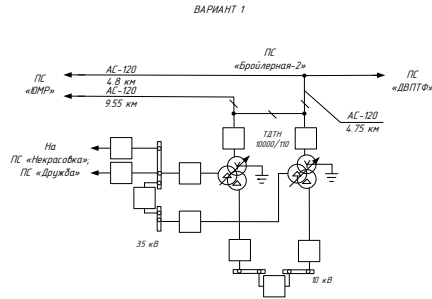 ВАРИАНТ 1
ПС
«Бройлерная-2»
АС-120
4.8 км
ПС
«ЮМР»
АС-120
9.55 км
ПС
«ДВПТФ»
АС-120
4.75 км
ТДТН
10000/110
На
ПС «Некрасовка»;
ПС «Дружба»
35 кВ
10 кВ